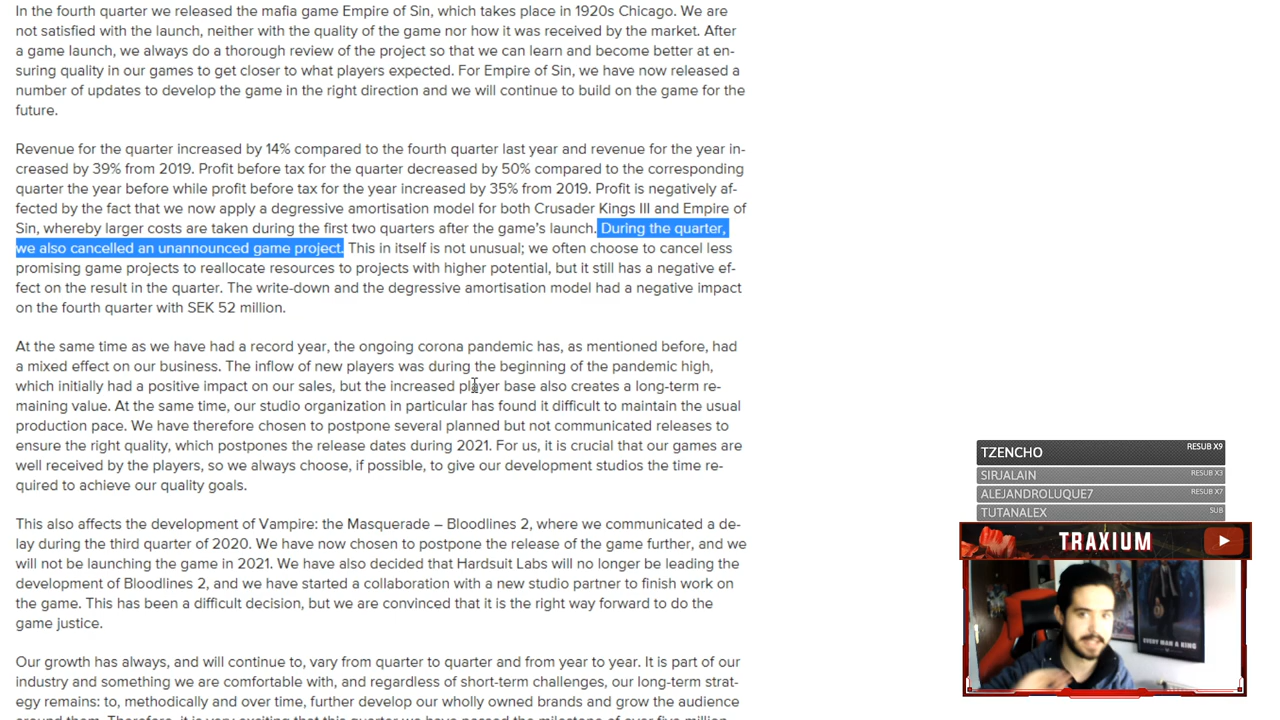 In the fourth quarter we released the mafia game Empire of Sin, which takes place in 1920s Chicago. We are
not satisfied with the launch, neither with the quality of the game nor how it was received by the market. After
a game launch, we always do a thorough review of the project so that we can learn and become better at en-
suring quality in our games to get closer to what players expected. For Empire of Sin, we have now released a
number of updates to develop the game in the right direction and we will continue to build on the game for the
future.
Revenue for the quarter increased by 14% compared to the fourth quarter last year and revenue for the year in-
creased by 39% from 2019. Profit before tax for the quarter decreased by 50% compared to the corresponding
quarter the year before while profit before tax for the year increased by 35% from 2019. Profit is negatively af-
fected by the fact that we now apply a degressive amortisation model for both Crusader Kings III and Empire of
Sin, whereby larger costs are taken during the first two quarters after the game's launch. During the quarter,
we also cancelled an unannounced game project. This in itself is not unusual; we often choose to cancel less
promising game projects to reallocate resources to projects with higher potential, but it still has a negative ef-
fect on the result in the quarter. The write-down and the degressive amortisation model had a negative impact
on the fourth quarter with SEK 52 million.
At the same time as we have had a record year, the ongoing corona pandemic has, as mentioned before, had
a mixed effect on our business. The inflow of new players was during the beginning of the pandemic high,
which initially had a positive impact on our sales, but the increased player base also creates a long-term re-
maining value. At the same time, our studio organization in particular has found it difficult to maintain the usual
production pace. We have therefore chosen to postpone several planned but not communicated releases to
ensure the right quality, which postpones the release dates during 2021. For us, it is crucial that our games are
well received by the players, so we always choose, if possible, to give our development studios the time re-
quired to achieve our quality goals.
This also affects the development of Vampire: the Masquerade – Bloodlines 2, where we communicated a de-
lay during the third quarter of 2020. We have now chosen to postpone the release of the game further, and we
will not be launching the game in 2021. We have also decided that Hardsuit Labs will no longer be leading the
development of Bloodlines 2, and we have started a collaboration with a new studio partner to finish work on
the game. This has been a difficult decision, but we are convinced that it is the right way forward to do the
game justice.
Our growth has always, and will continue to, vary from quarter to quarter and from year to year. It is part of our
industry and something we are comfortable with, and regardless of short-term challenges, our long-term strat-
egy remains: to, methodically and over time, further develop our wholly owned brands and grow the audience
around them. Therefore, it is very exciting that this quarter we have passed the milestone of over five million
TZENCHO RESUB X9
SIRJALAIN RESUB X3
ALEJANDROLUQUE7 RESUB X7
TUTANALEX SUB
TRAXIUM
EVERY MAN A KING